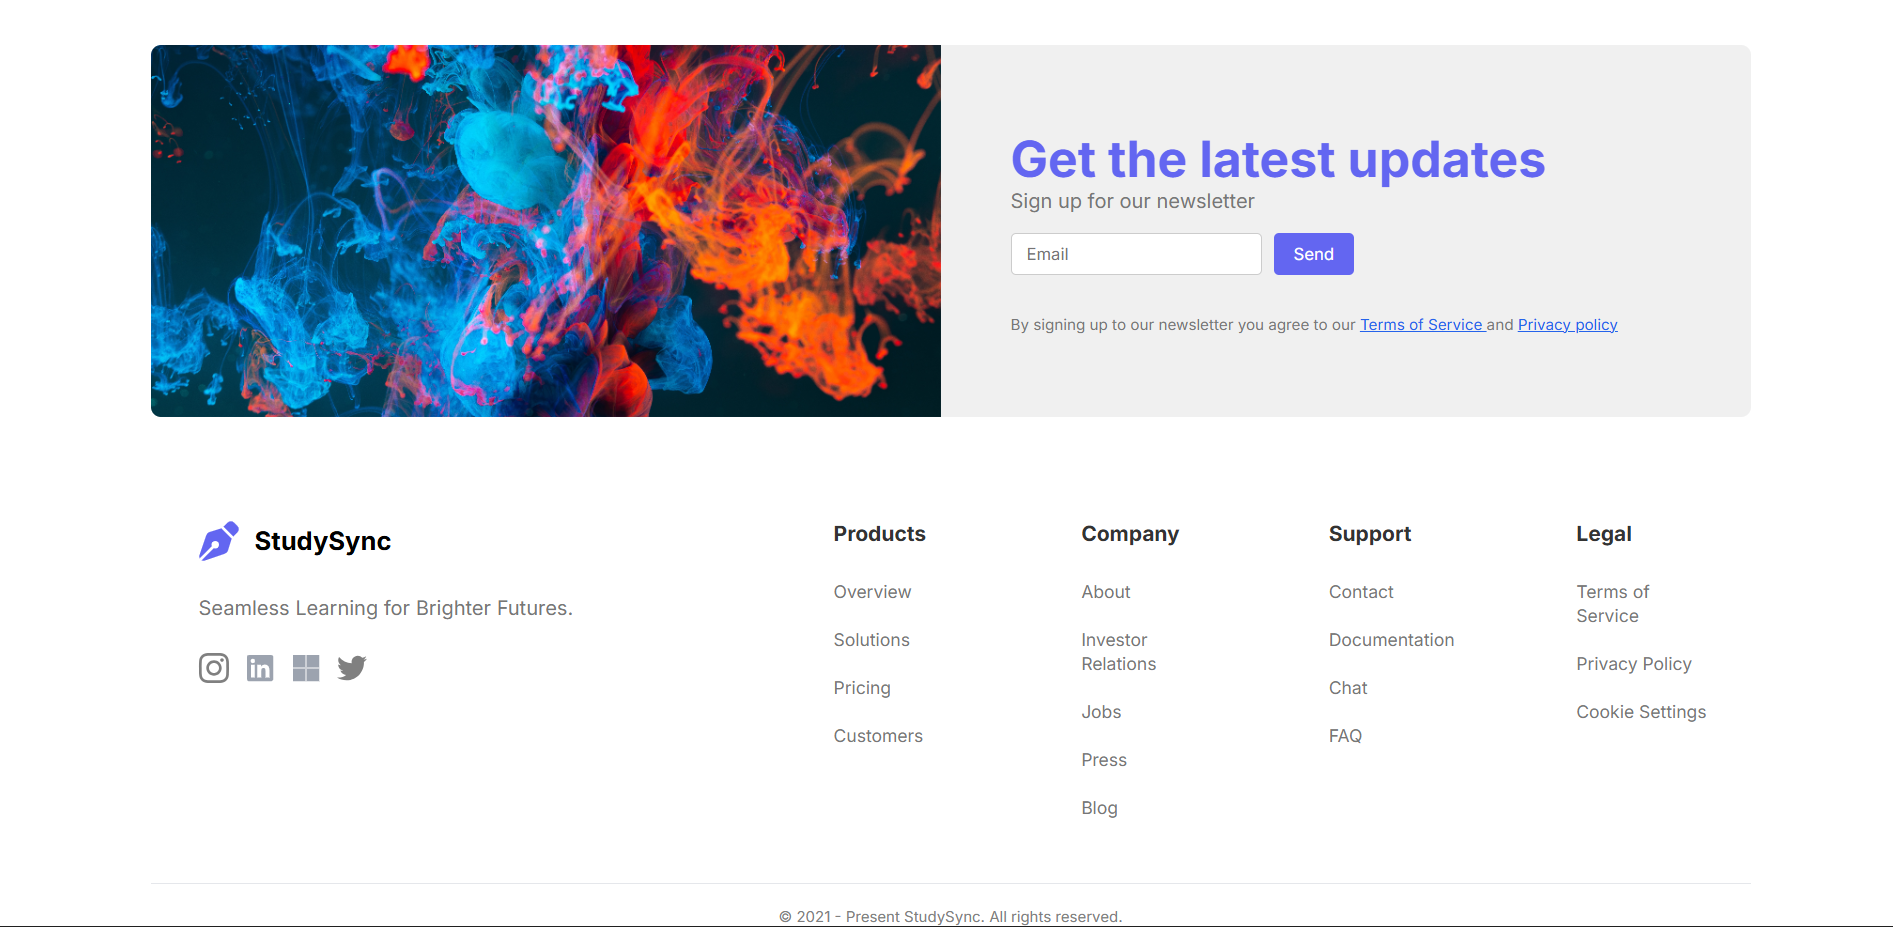 Get the latest updates
Sign up for our newsletter
Email
Send
By signing up to our newsletter you agree to our Terms of Service and Privacy policy
StudySync
Seamless Learning for Brighter Futures.
in
Products
Overview
Solutions
Pricing
Customers
Company
About
Investor
Relations
Jobs
Press
Blog
Support
Contact
Documentation
Chat
FAQ
Legal
Terms of
Service
Privacy Policy
Cookie Settings
© 2021 - Present StudySync. All rights reserved.